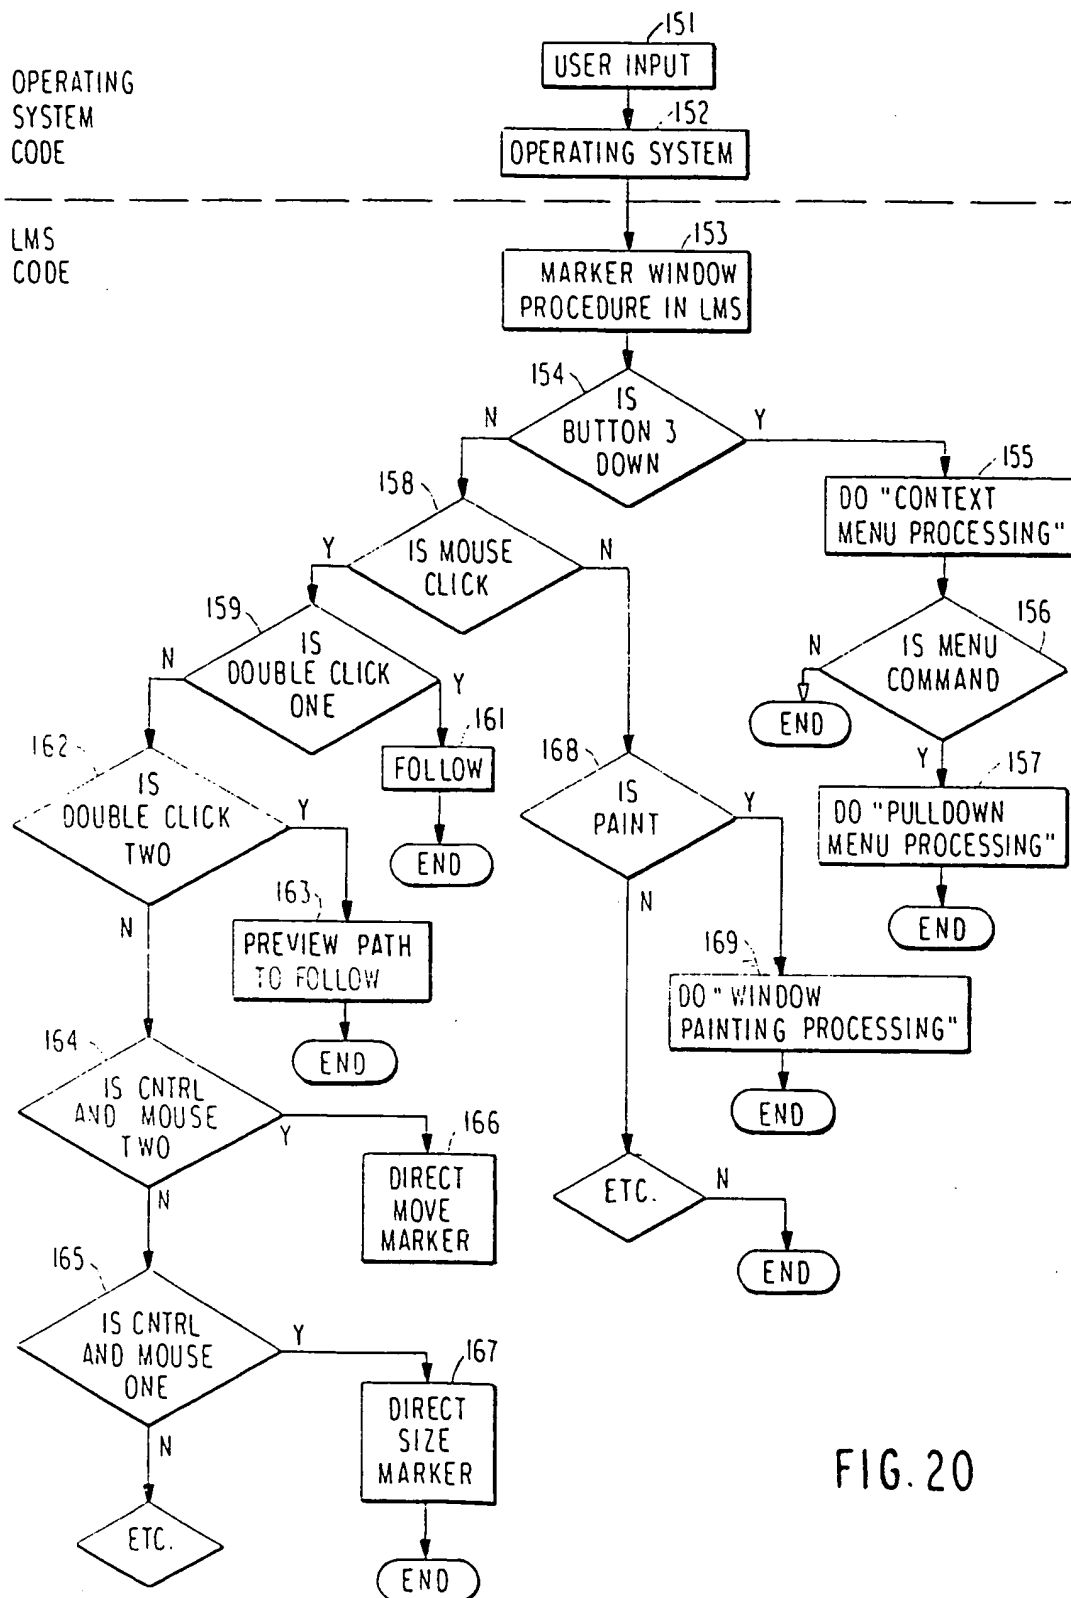 151
USER INPUT
OPERATING
SYSTEM
CODE
152
OPERATING SYSTEM
LMS
CODE
153
MARKER WINDOW
PROCEDURE IN LMS
154
IS
BUTTON 3
DOWN
N
Y
155
DO "CONTEXT
MENU PROCESSING"
158
IS MOUSE
CLICK
Y
N
156
IS MENU
COMMAND
N
END
Y
157
DO "PULLDOWN
MENU PROCESSING"
END
159
IS
DOUBLE CLICK
ONE
N
Y
161
FOLLOW
END
162
IS
DOUBLE CLICK
TWO
Y
N
163
PREVIEW PATH
TO FOLLOW
END
168
IS
PAINT
Y
N
169
DO "WINDOW
PAINTING PROCESSING"
END
164
IS CNTRL
AND MOUSE
TWO
Y
N
166
DIRECT
MOVE
MARKER
ETC.
N
END
165
IS CNTRL
AND MOUSE
ONE
Y
N
167
DIRECT
SIZE
MARKER
END
ETC.
FIG. 20